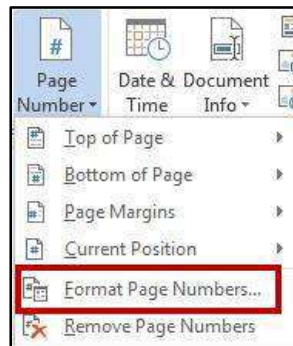 Page Number
Date & Time
Document Info
Top of Page
Bottom of Page
Page Margins
Current Position
Format Page Numbers...
Remove Page Numbers